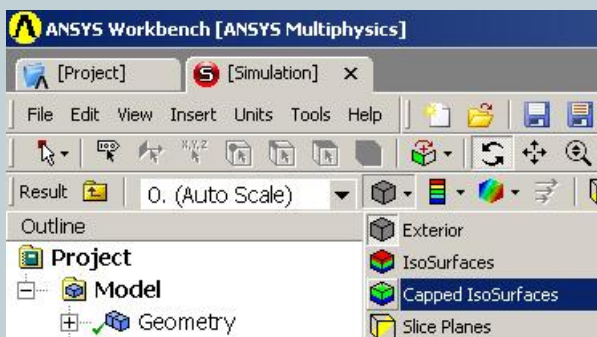 ANSYS Workbench [ANSYS Multiphysics]
[Project] [Simulation]
File Edit View Insert Units Tools Help
X,Y,Z
Result 0. (Auto Scale)
Outline Exterior
Project IsoSurfaces
Model Capped IsoSurfaces
Geometry Slice Planes